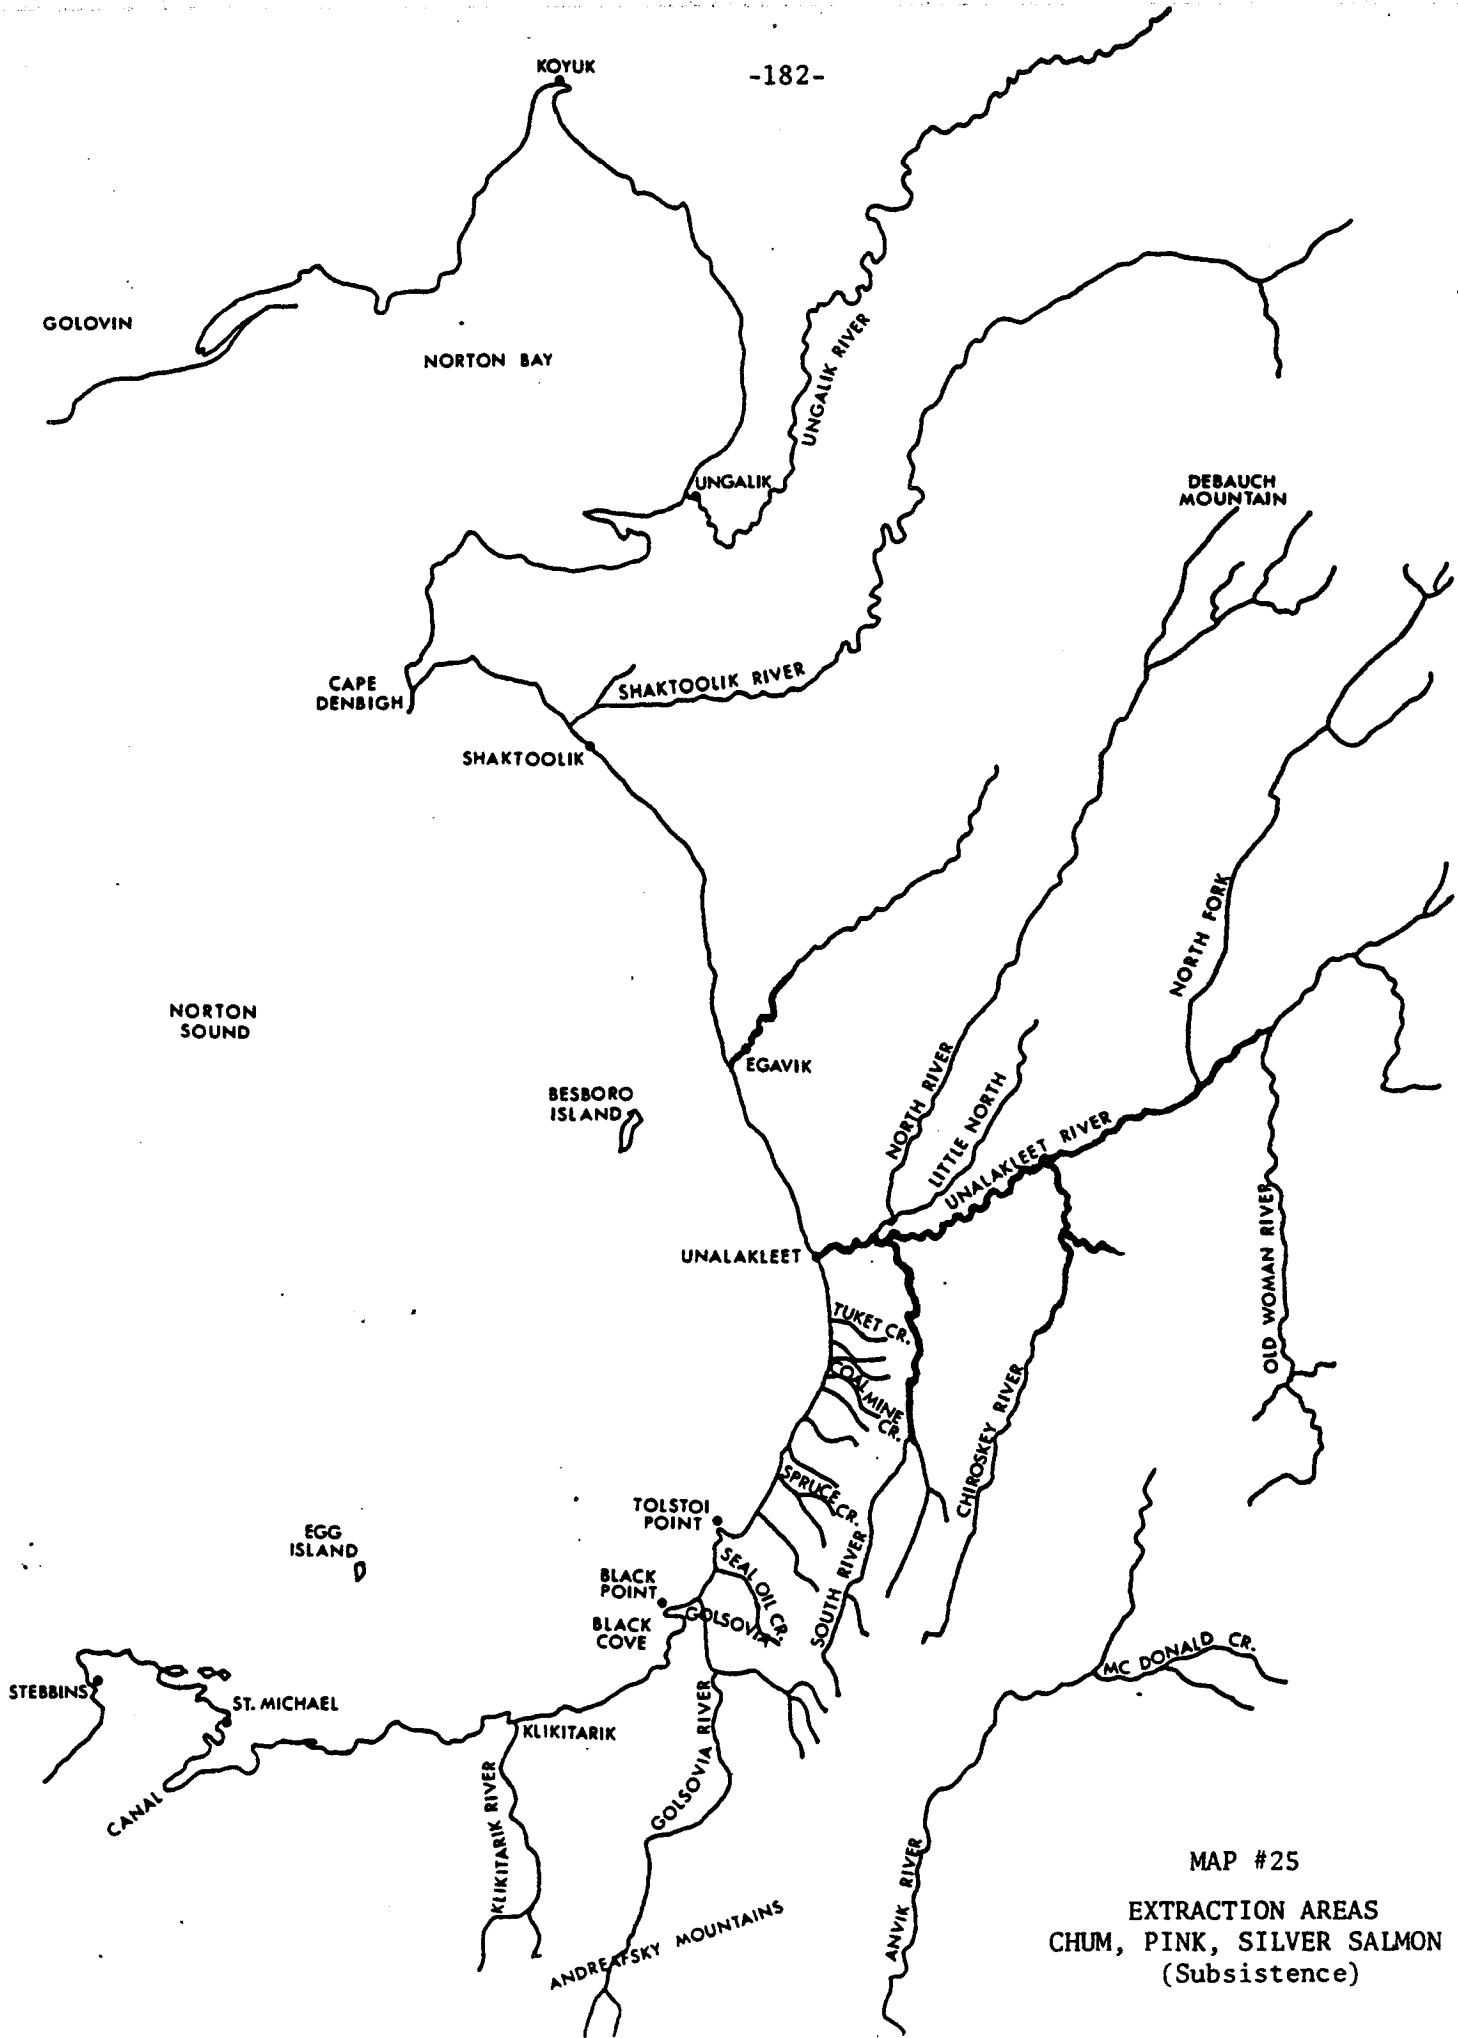 -182-
KOYUK
GOLOVIN
NORTON BAY
UNGALIK RIVER
UNGALIK
DEBAUCH
MOUNTAIN
CAPE
DENBIGH
SHAKTOOLIK RIVER
SHAKTOOLIK
NORTH FORK
NORTON
SOUND
EGAVIK
BESBORO
ISLAND
NORTH RIVER
LITTLE NORTH
UNALAKLEET RIVER
UNALAKLEET
OLD WOMAN RIVER
TUKET CR.
COAL MINE
CR.
CHIROSKEY RIVER
SPRUCE
CR.
TOLSTOI
POINT
EGG
ISLAND
SEAL OIL CR.
SOUTH RIVER
BLACK
POINT
GOLSOVIA
BLACK
COVE
MC DONALD CR.
STEBBINS
ST. MICHAEL
KLIKITARIK
GOLSOVIA RIVER
CANAL
KLIKITARIK RIVER
ANVIK RIVER
ANDREAFSKY MOUNTAINS
MAP #25
EXTRACTION AREAS
CHUM, PINK, SILVER SALMON
(Subsistence)